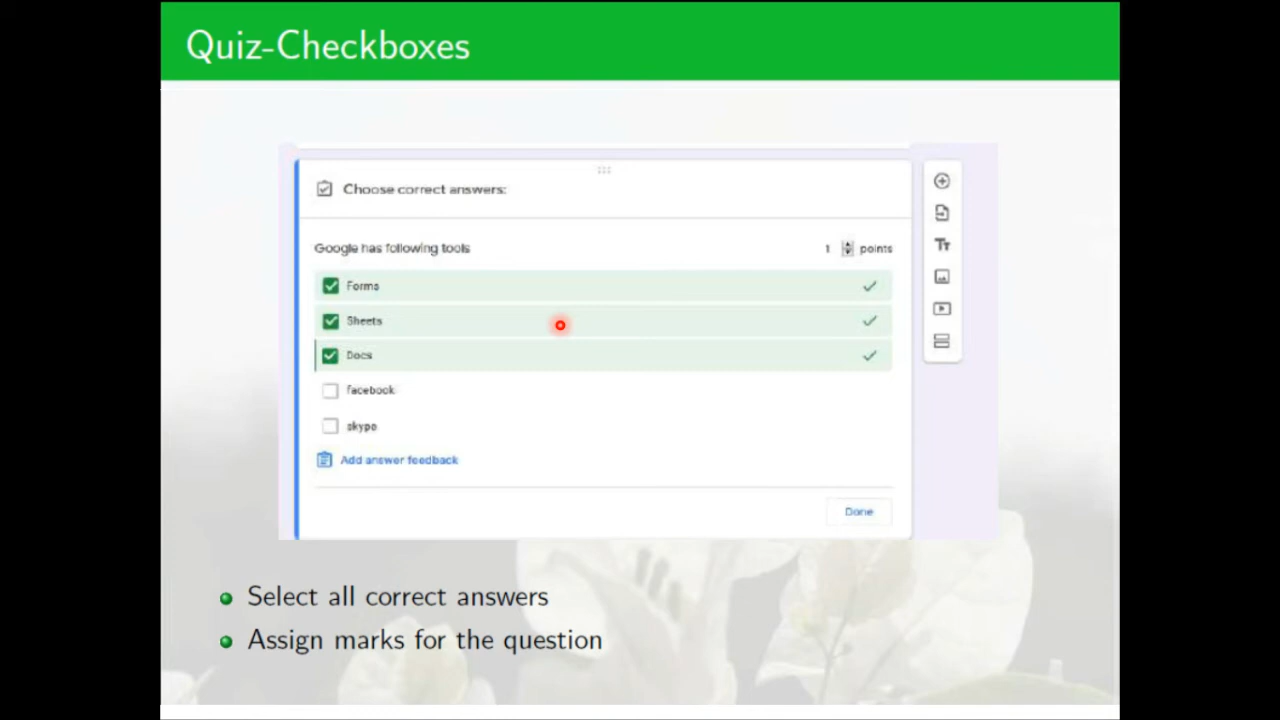 Quiz-Checkboxes
Choose correct answers:
Google has following tools
1 points
Forms
Sheets
Docs
facebook
skype
Add answer feedback
Done
Select all correct answers
Assign marks for the question